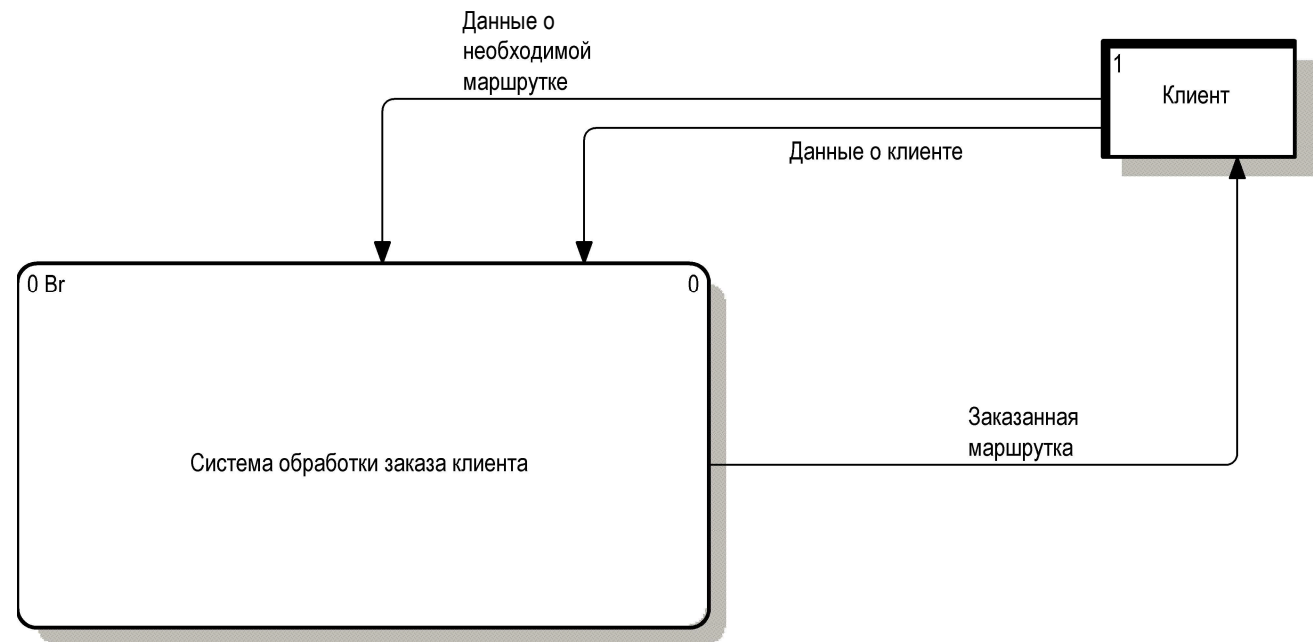 Данные о
необходимой
маршрутке
1
Клиент
Данные о клиенте
0 Br
0
Заказанная
маршрутка
Система обработки заказа клиента